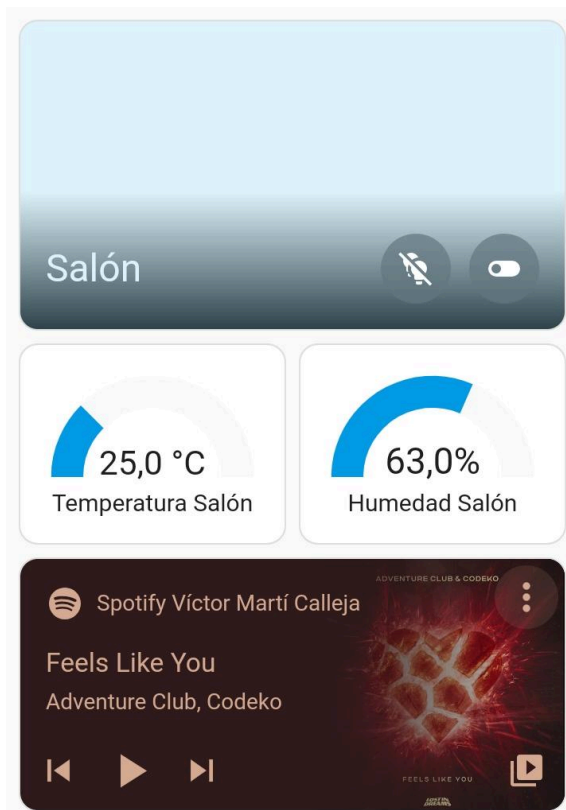 Salón
25,0 °C
Temperatura Salón
63,0%
Humedad Salón
ADVENTURE CLUB & CODEKO
Spotify Víctor Martí Calleja
Feels Like You
Adventure Club, Codeko
FEELS LIKE YOU